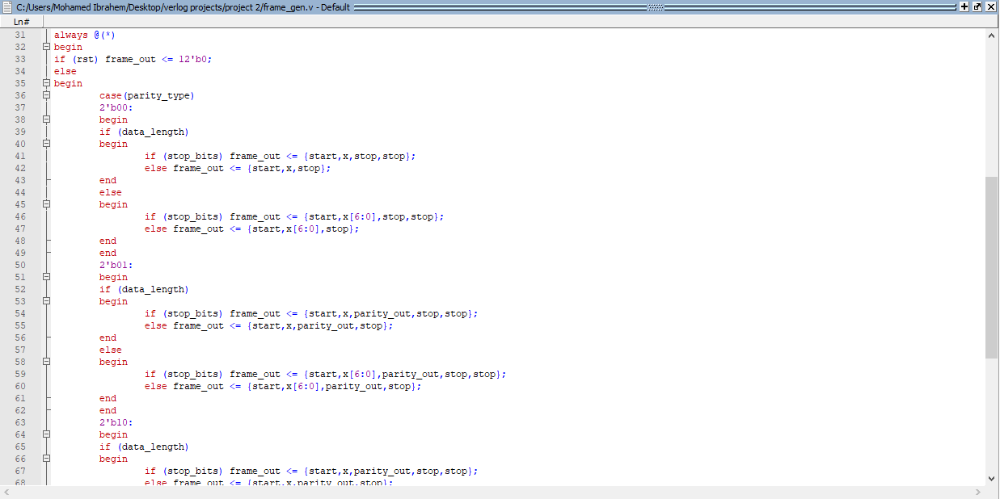 C:/Users/Mohamed Ibrahem/Desktop/verlog projects/project 2/frame_gen.v - Default
Ln#
31 always @(*)
32 begin
33 if (rst) frame_out <= 12'b0;
34 else
35 begin
36 case(parity_type)
37 2'b00:
38 begin
39 if (data_length)
40 begin
41 if (stop_bits) frame_out <= {start,x,stop,stop};
42 else frame_out <= {start,x,stop};
43 end
44 else
45 begin
46 if (stop_bits) frame_out <= {start,x[6:0],stop,stop};
47 else frame_out <= {start,x[6:0],stop};
48 end
49 end
50 2'b01:
51 begin
52 if (data_length)
53 begin
54 if (stop_bits) frame_out <= {start,x,parity_out,stop,stop};
55 else frame_out <= {start,x,parity_out,stop};
56 end
57 else
58 begin
59 if (stop_bits) frame_out <= {start,x[6:0],parity_out,stop,stop};
60 else frame_out <= {start,x[6:0],parity_out,stop};
61 end
62 end
63 2'b10:
64 begin
65 if (data_length)
66 begin
67 if (stop_bits) frame_out <= {start,x,parity_out,stop,stop};
68 else frame_out <= {start,x,parity_out,stop};